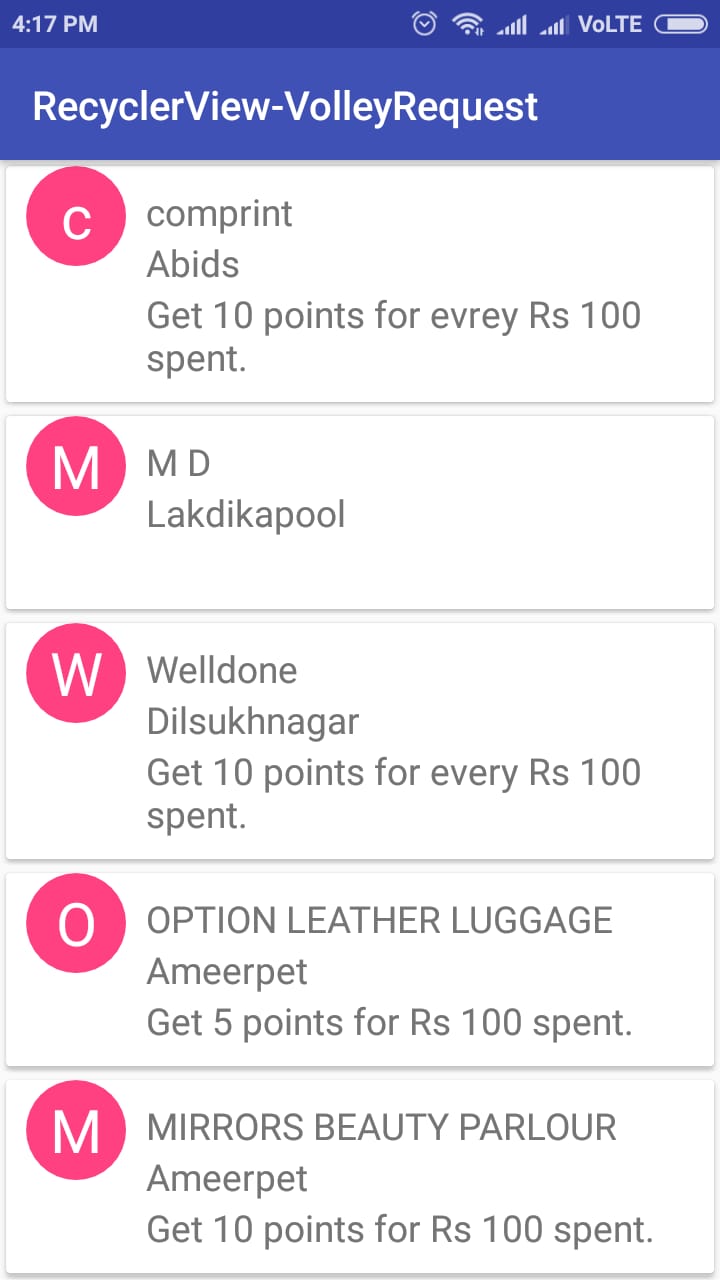 4:17 PM VoLTE
RecyclerView-VolleyRequest
c
comprint
Abids
Get 10 points for evrey Rs 100
spent.
M
M D
Lakdikapool
W
Welldone
Dilsukhnagar
Get 10 points for every Rs 100
spent.
O
OPTION LEATHER LUGGAGE
Ameerpet
Get 5 points for Rs 100 spent.
M
MIRRORS BEAUTY PARLOUR
Ameerpet
Get 10 points for Rs 100 spent.